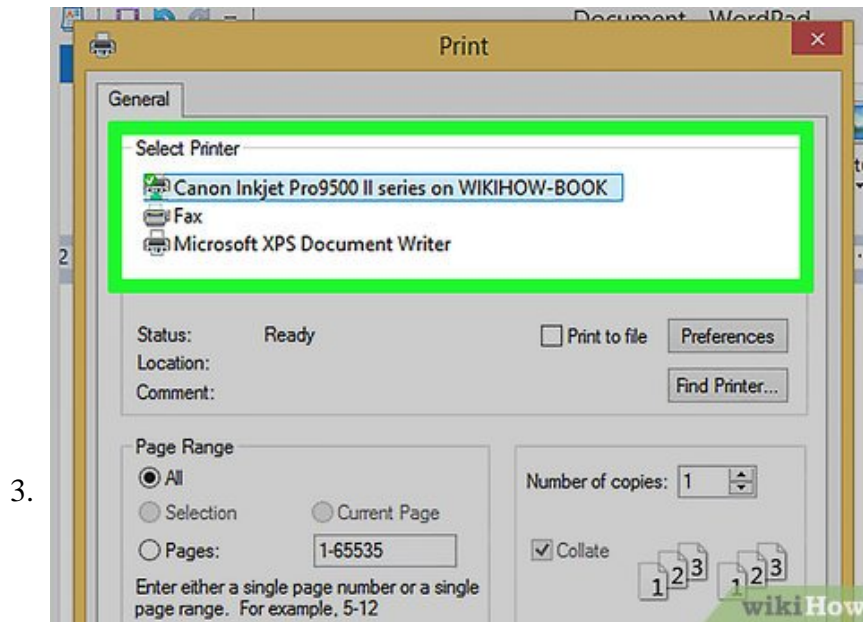 Document - WordPad
Print
General
Select Printer
Canon Inkjet Pro9500 II series on WIKIHOW-BOOK
Fax
Microsoft XPS Document Writer
2
Status: Ready
Print to file
Preferences
Location:
Comment:
Find Printer...
Page Range
All
Selection
Current Page
Pages: 1-65535
Enter either a single page number or a single
page range. For example, 5-12
Number of copies: 1
Collate
1 2 3 1 2 3
3.
wikiHow